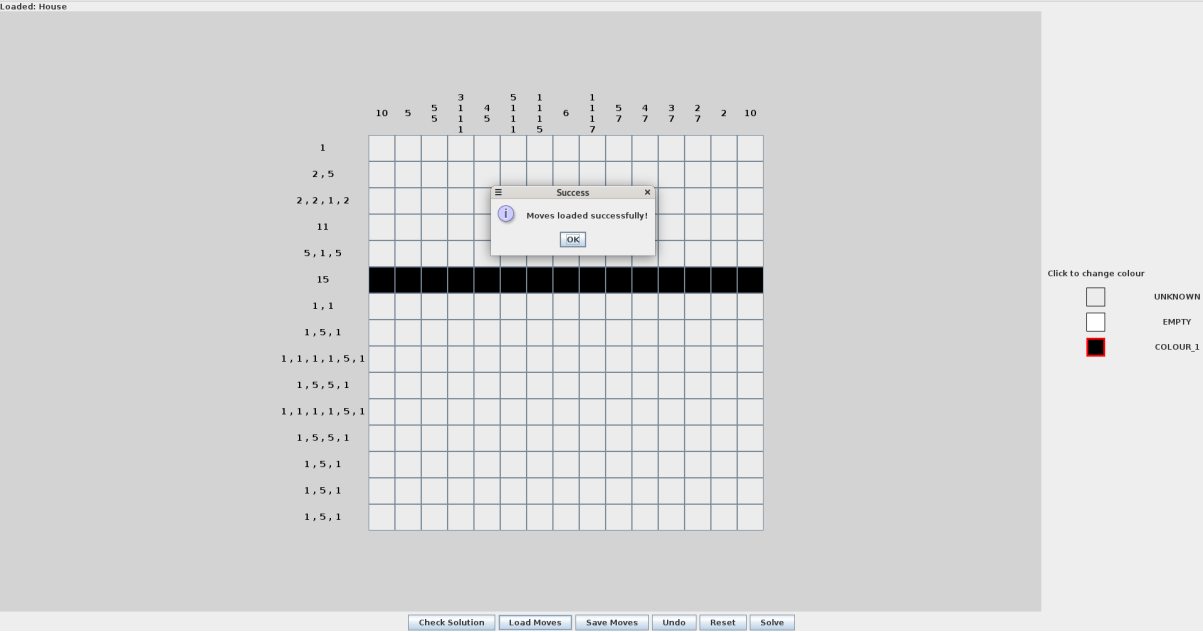 Loaded: House
3 5 1 1
5 4 1 1 1 5 4 3 2
10 5 5 1 5 1 1 6 1 7 7 7 7 2 10
1 1 5 7
1
2 , 5
Success
2 , 2 , 1 , 2
Moves loaded successfully!
11
OK
5 , 1 , 5
Click to change colour
15
UNKNOWN
1 , 1
EMPTY
1 , 5 , 1
COLOUR_1
1 , 1 , 1 , 1 , 5 , 1
1 , 5 , 5 , 1
1 , 1 , 1 , 1 , 5 , 1
1 , 5 , 5 , 1
1 , 5 , 1
1 , 5 , 1
1 , 5 , 1
Check Solution Load Moves Save Moves Undo Reset Solve